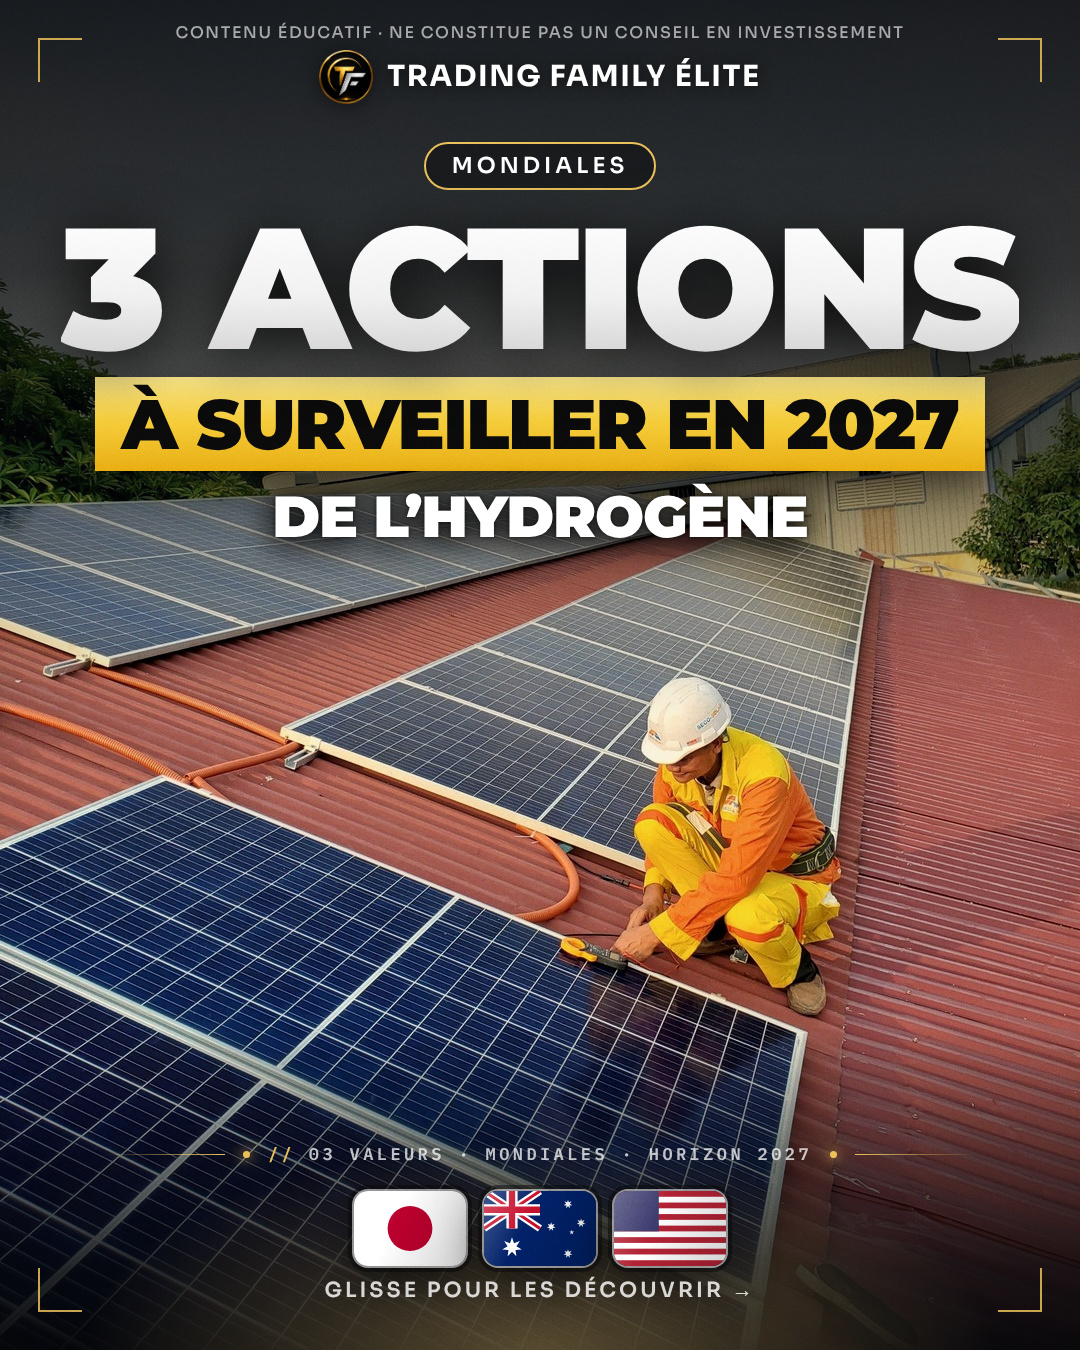 CONTENU ÉDUCATIF · NE CONSTITUE PAS UN CONSEIL EN INVESTISSEMENT
TF TRADING FAMILY ÉLITE
MONDIALES
3 ACTIONS
À SURVEILLER EN 2027
DE L’HYDROGÈNE
// 03 VALEURS · MONDIALES · HORIZON 2027
GLISSE POUR LES DÉCOUVRIR →